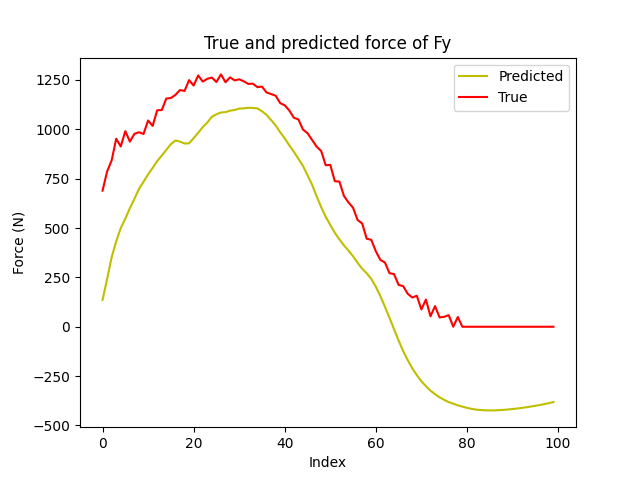 True and predicted force of Fy
Predicted
True
1250
1000
750
500
250
0
−250
−500
Force (N)
0 20 40 60 80 100
Index